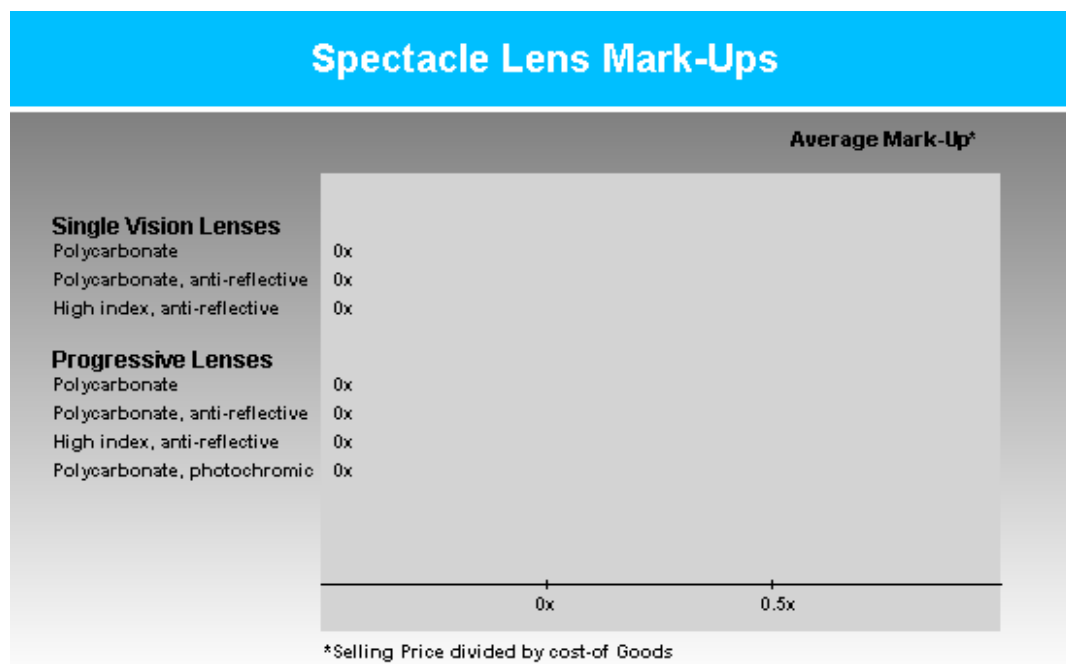 Spectacle Lens Mark-Ups
Average Mark-Up*
Single Vision Lenses
Polycarbonate 0x
Polycarbonate, anti-reflective 0x
High index, anti-reflective 0x
Progressive Lenses
Polycarbonate 0x
Polycarbonate, anti-reflective 0x
High index, anti-reflective 0x
Polycarbonate, photochromic 0x
0x 0.5x
*Selling Price divided by cost-of Goods